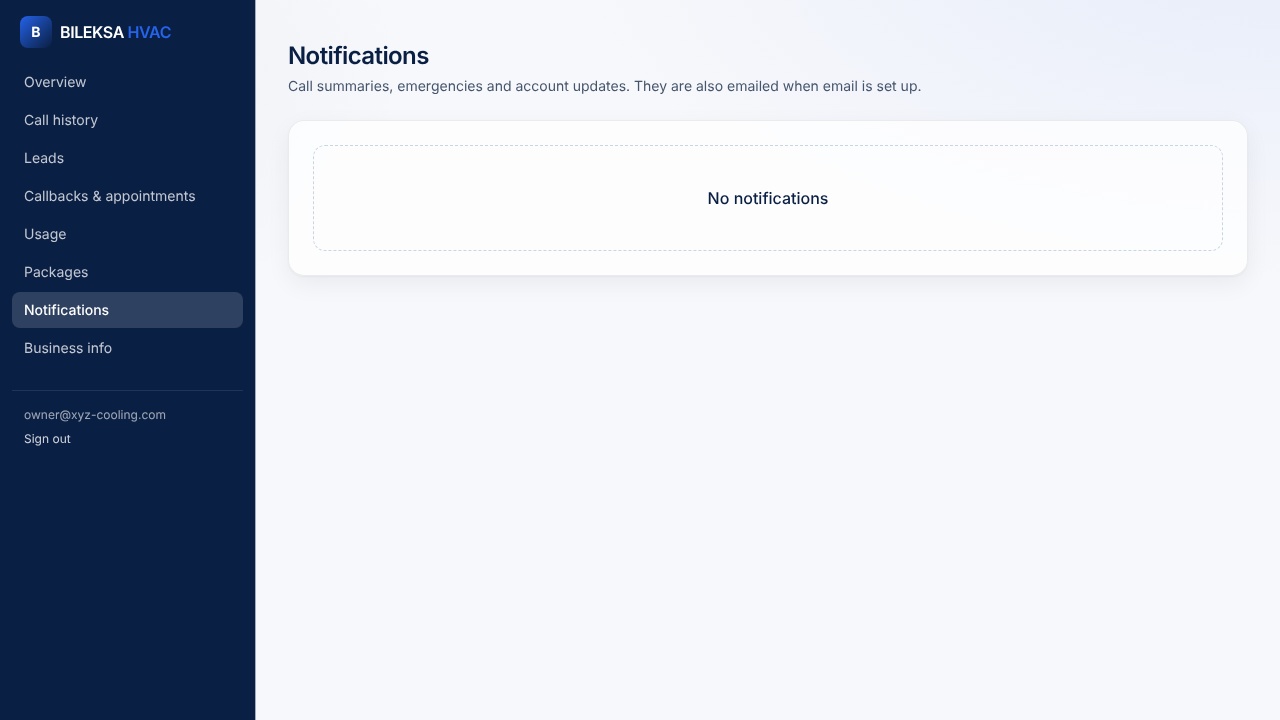 B
BILEKSA HVAC
Overview
Call history
Leads
Callbacks & appointments
Usage
Packages
Notifications
Business info
owner@xyz-cooling.com
Sign out
Notifications
Call summaries, emergencies and account updates. They are also emailed when email is set up.
No notifications